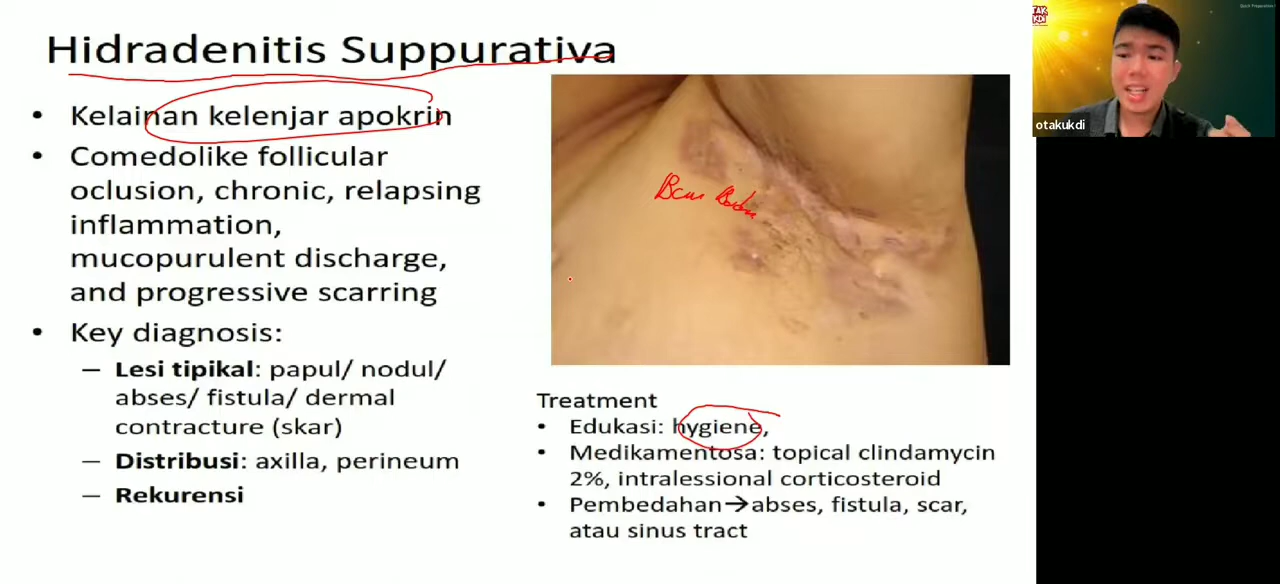 Hidradenitis Suppurativa
• Kelainan kelenjar apokrin
• Comedolike follicular
oclusion, chronic, relapsing
inflammation,
mucopurulent discharge,
and progressive scarring
• Key diagnosis:
– Lesi tipikal: papul/ nodul/
abses/ fistula/ dermal
contracture (skar)
– Distribusi: axilla, perineum
– Rekurensi
Treatment
• Edukasi: hygiene,
• Medikamentosa: topical clindamycin
2%, intralessional corticosteroid
• Pembedahan→abses, fistula, scar,
atau sinus tract
otakukdi